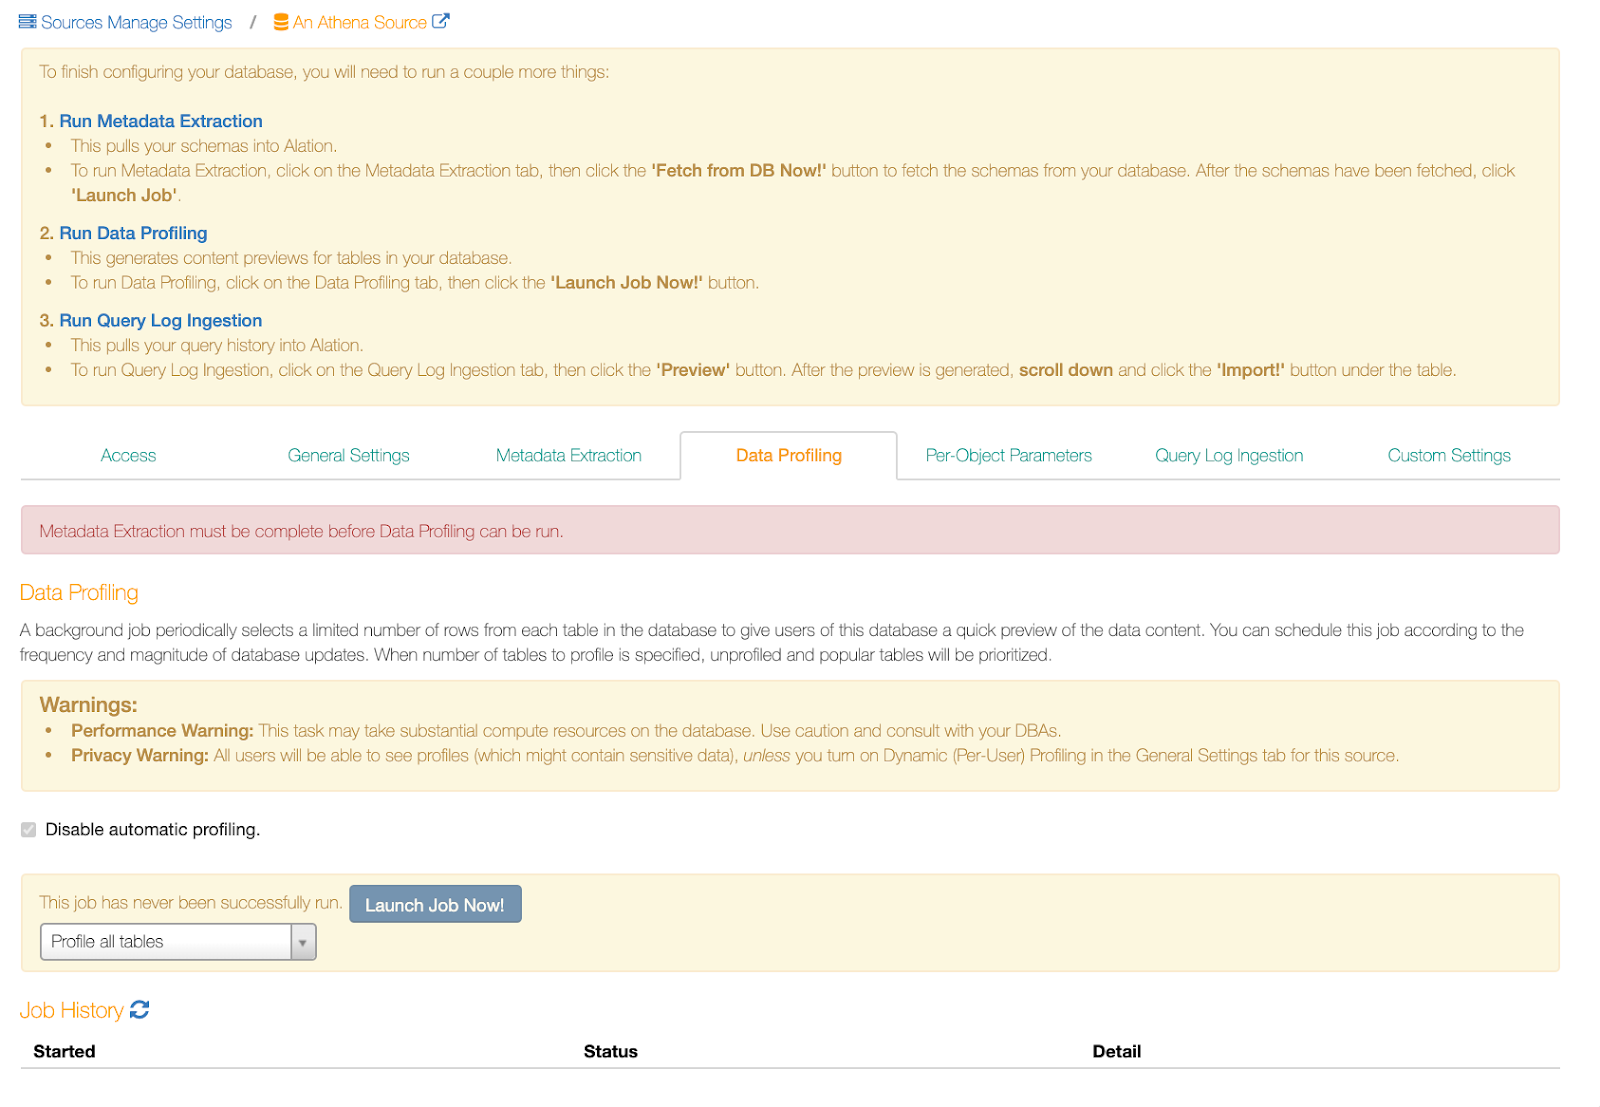 Sources Manage Settings / An Athena Source
To finish configuring your database, you will need to run a couple more things:
1. Run Metadata Extraction
• This pulls your schemas into Alation.
• To run Metadata Extraction, click on the Metadata Extraction tab, then click the 'Fetch from DB Now!' button to fetch the schemas from your database. After the schemas have been fetched, click
'Launch Job'.
2. Run Data Profiling
• This generates content previews for tables in your database.
• To run Data Profiling, click on the Data Profiling tab, then click the 'Launch Job Now!' button.
3. Run Query Log Ingestion
• This pulls your query history into Alation.
• To run Query Log Ingestion, click on the Query Log Ingestion tab, then click the 'Preview' button. After the preview is generated, scroll down and click the 'Import!' button under the table.
Access General Settings Metadata Extraction Data Profiling Per-Object Parameters Query Log Ingestion Custom Settings
Metadata Extraction must be complete before Data Profiling can be run.
Data Profiling
A background job periodically selects a limited number of rows from each table in the database to give users of this database a quick preview of the data content. You can schedule this job according to the
frequency and magnitude of database updates. When number of tables to profile is specified, unprofiled and popular tables will be prioritized.
Warnings:
• Performance Warning: This task may take substantial compute resources on the database. Use caution and consult with your DBAs.
• Privacy Warning: All users will be able to see profiles (which might contain sensitive data), unless you turn on Dynamic (Per-User) Profiling in the General Settings tab for this source.
Disable automatic profiling.
This job has never been successfully run. Launch Job Now!
Profile all tables
Job History
Started Status Detail